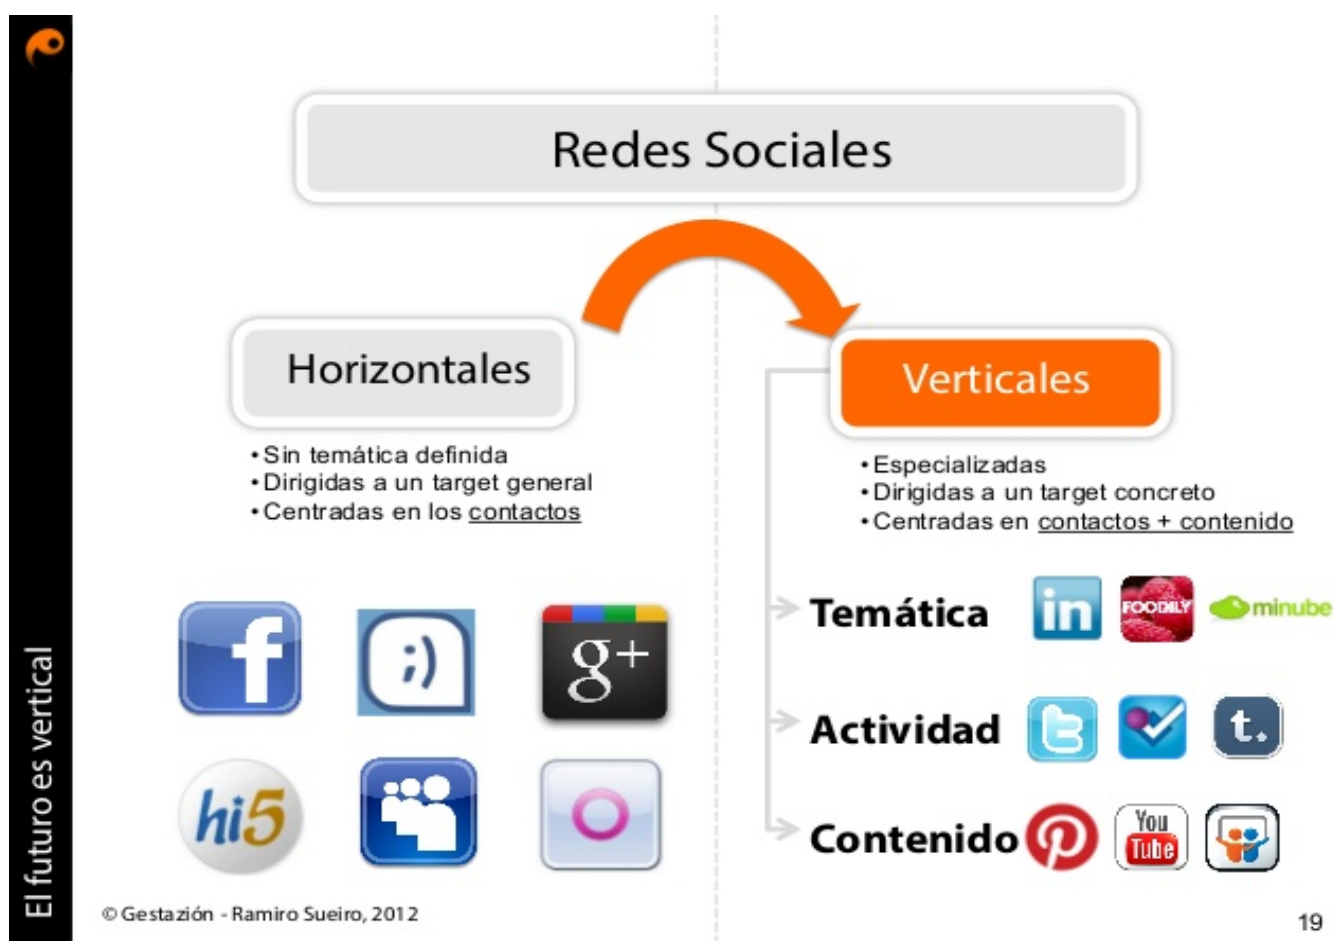 Redes Sociales
Horizontales
• Sin temática definida
• Dirigidas a un target general
• Centradas en los contactos
f
;)
g+
hi5
Verticales
• Especializadas
• Dirigidas a un target concreto
• Centradas en contactos + contenido
Temática
in
FOODILY
minube
Actividad
t
t.
Contenido
P
You
Tube
El futuro es vertical
© Gestazión - Ramiro Sueiro, 2012
19